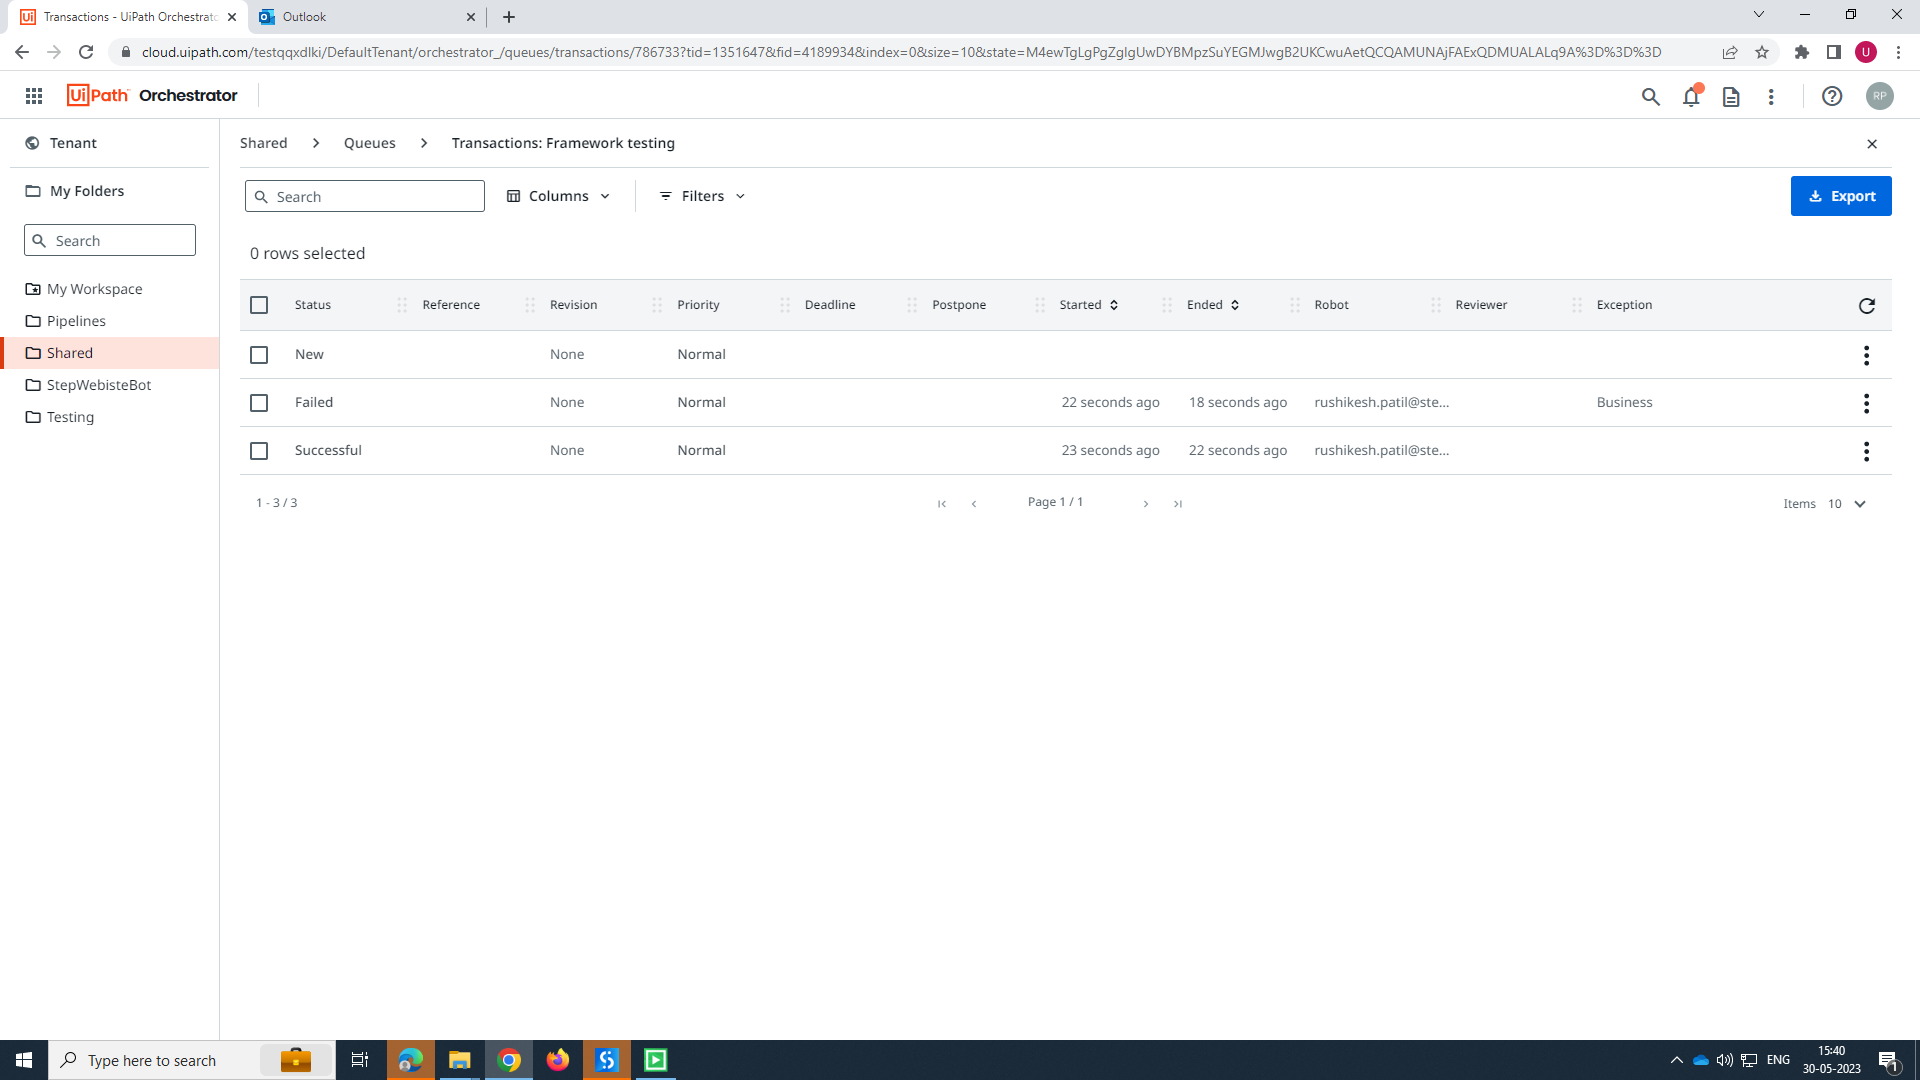 Transactions - UiPath Orchestrato
Outlook
cloud.uipath.com/testqqxdlki/DefaultTenant/orchestrator_/queues/transactions/786733?tid=1351647&fid=4189934&index=0&size=10&state=M4ewTgLgPgZgIgUwDYBMpzSuYEGMJwgB2UKCwuAetQCQAMUNAjFAExQDMUALALq9A%3D%3D%3D
U
UiPath Orchestrator
RP
Tenant
My Folders
Search
My Workspace
Pipelines
Shared
StepWebisteBot
Testing
Shared > Queues > Transactions: Framework testing
Search
Columns
Filters
Export
0 rows selected
Status Reference Revision Priority Deadline Postpone Started Ended Robot Reviewer Exception
New None Normal
Failed None Normal 22 seconds ago 18 seconds ago rushikesh.patil@ste... Business
Successful None Normal 23 seconds ago 22 seconds ago rushikesh.patil@ste...
1 - 3 / 3
Page 1 / 1
Items 10
Type here to search
ENG
15:40
30-05-2023
1